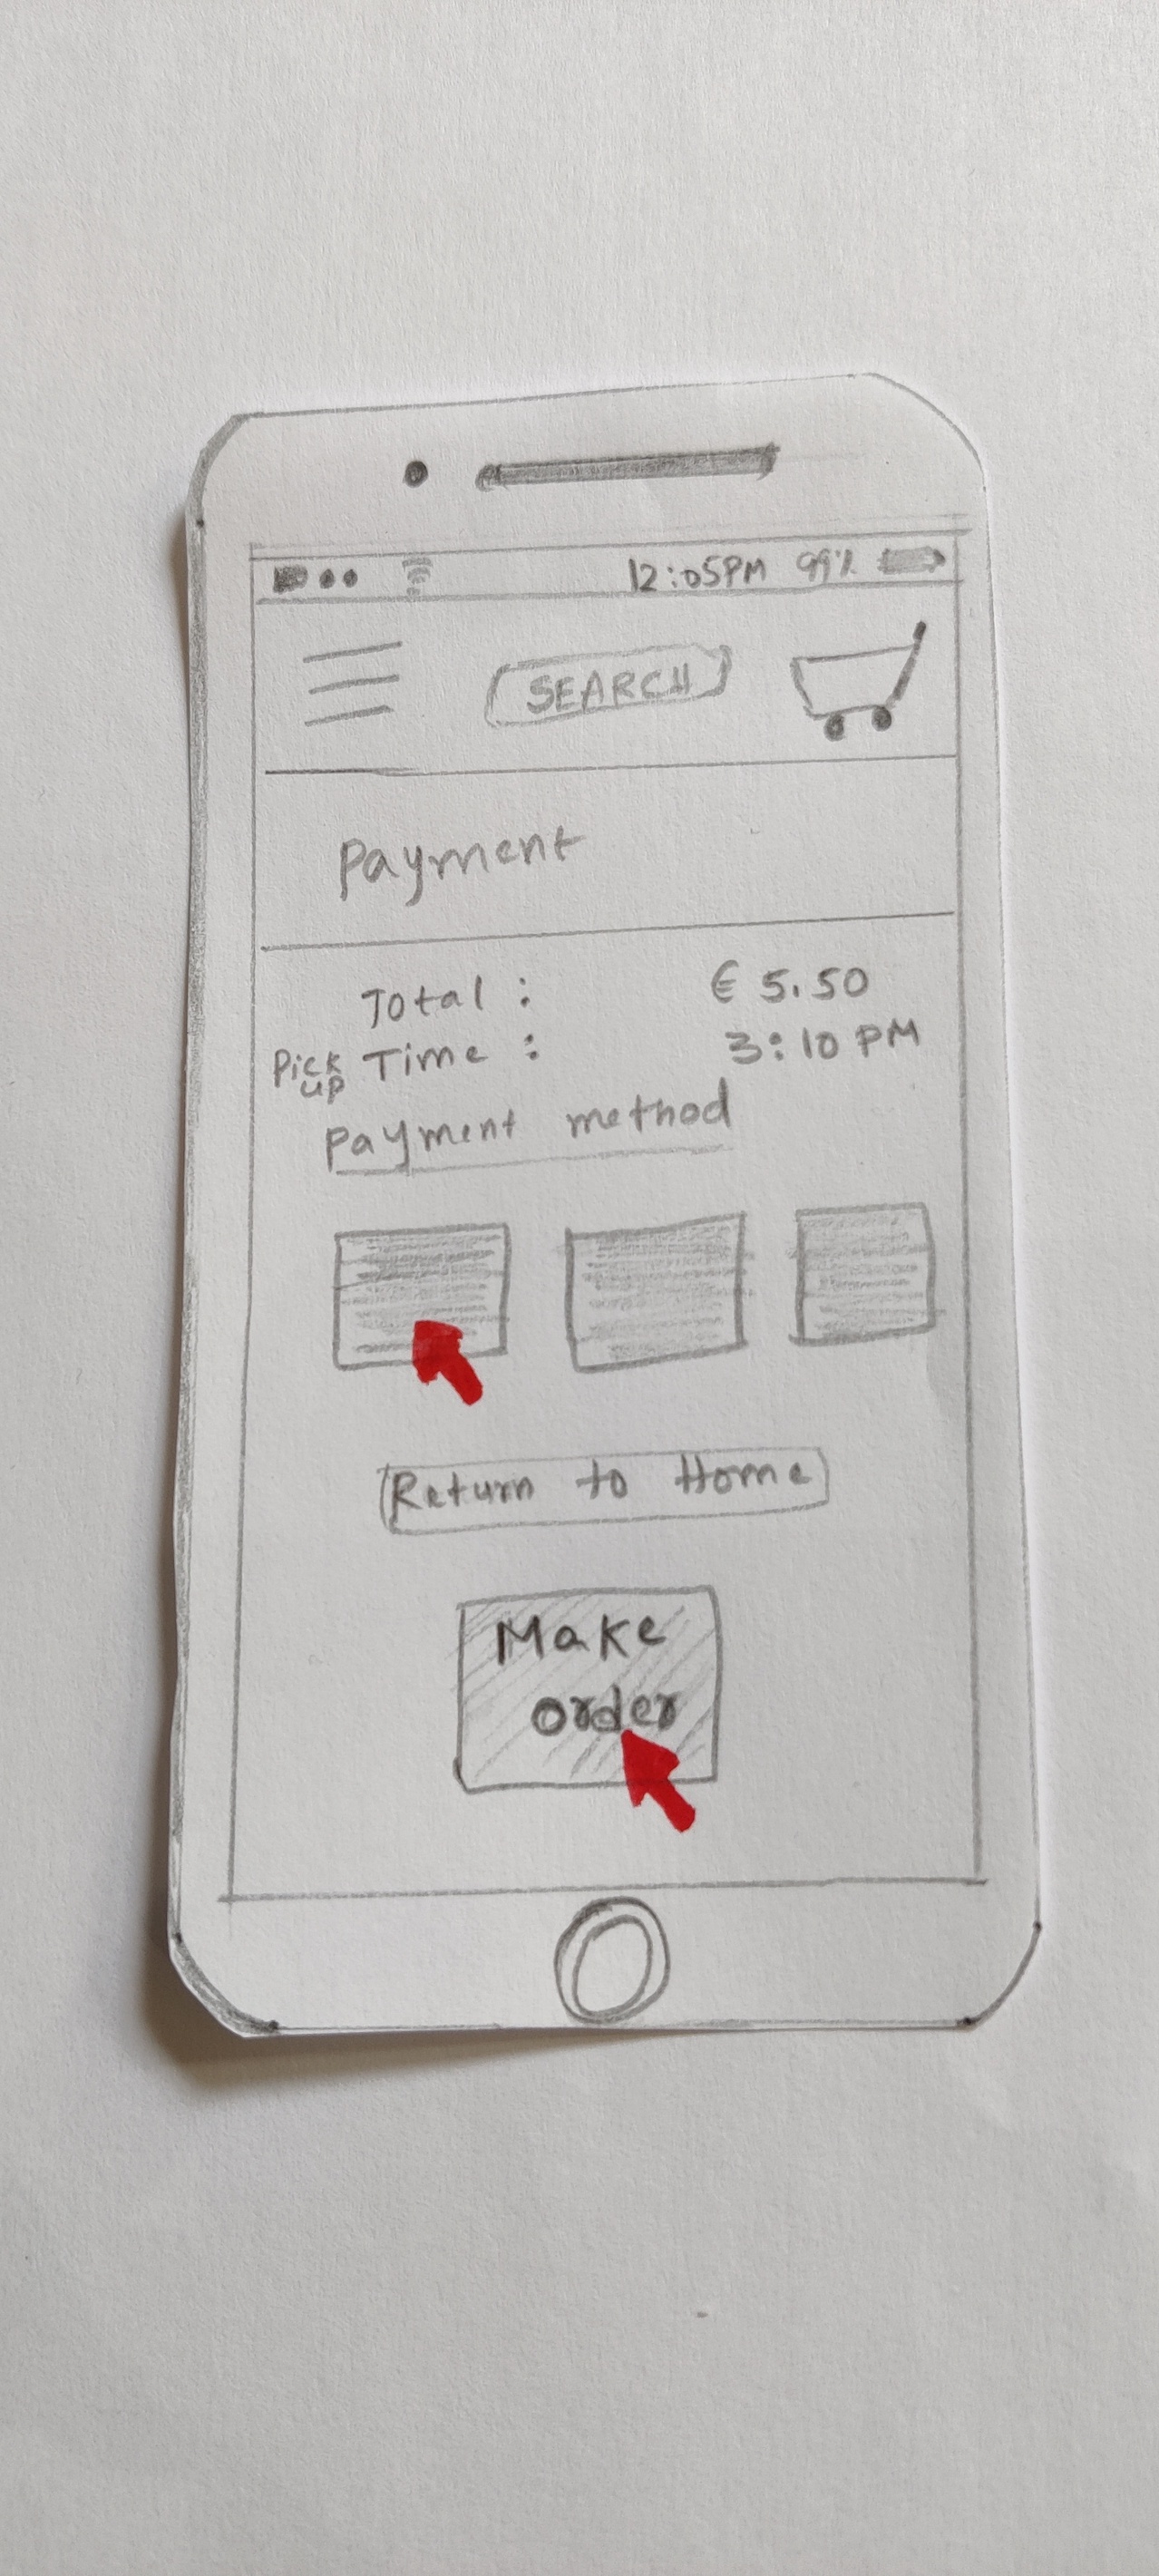 12:05PM 99%
SEARCH
Payment
Total : € 5.50
Pick up Time : 3:10 PM
Payment method
Return to Home
Make
order